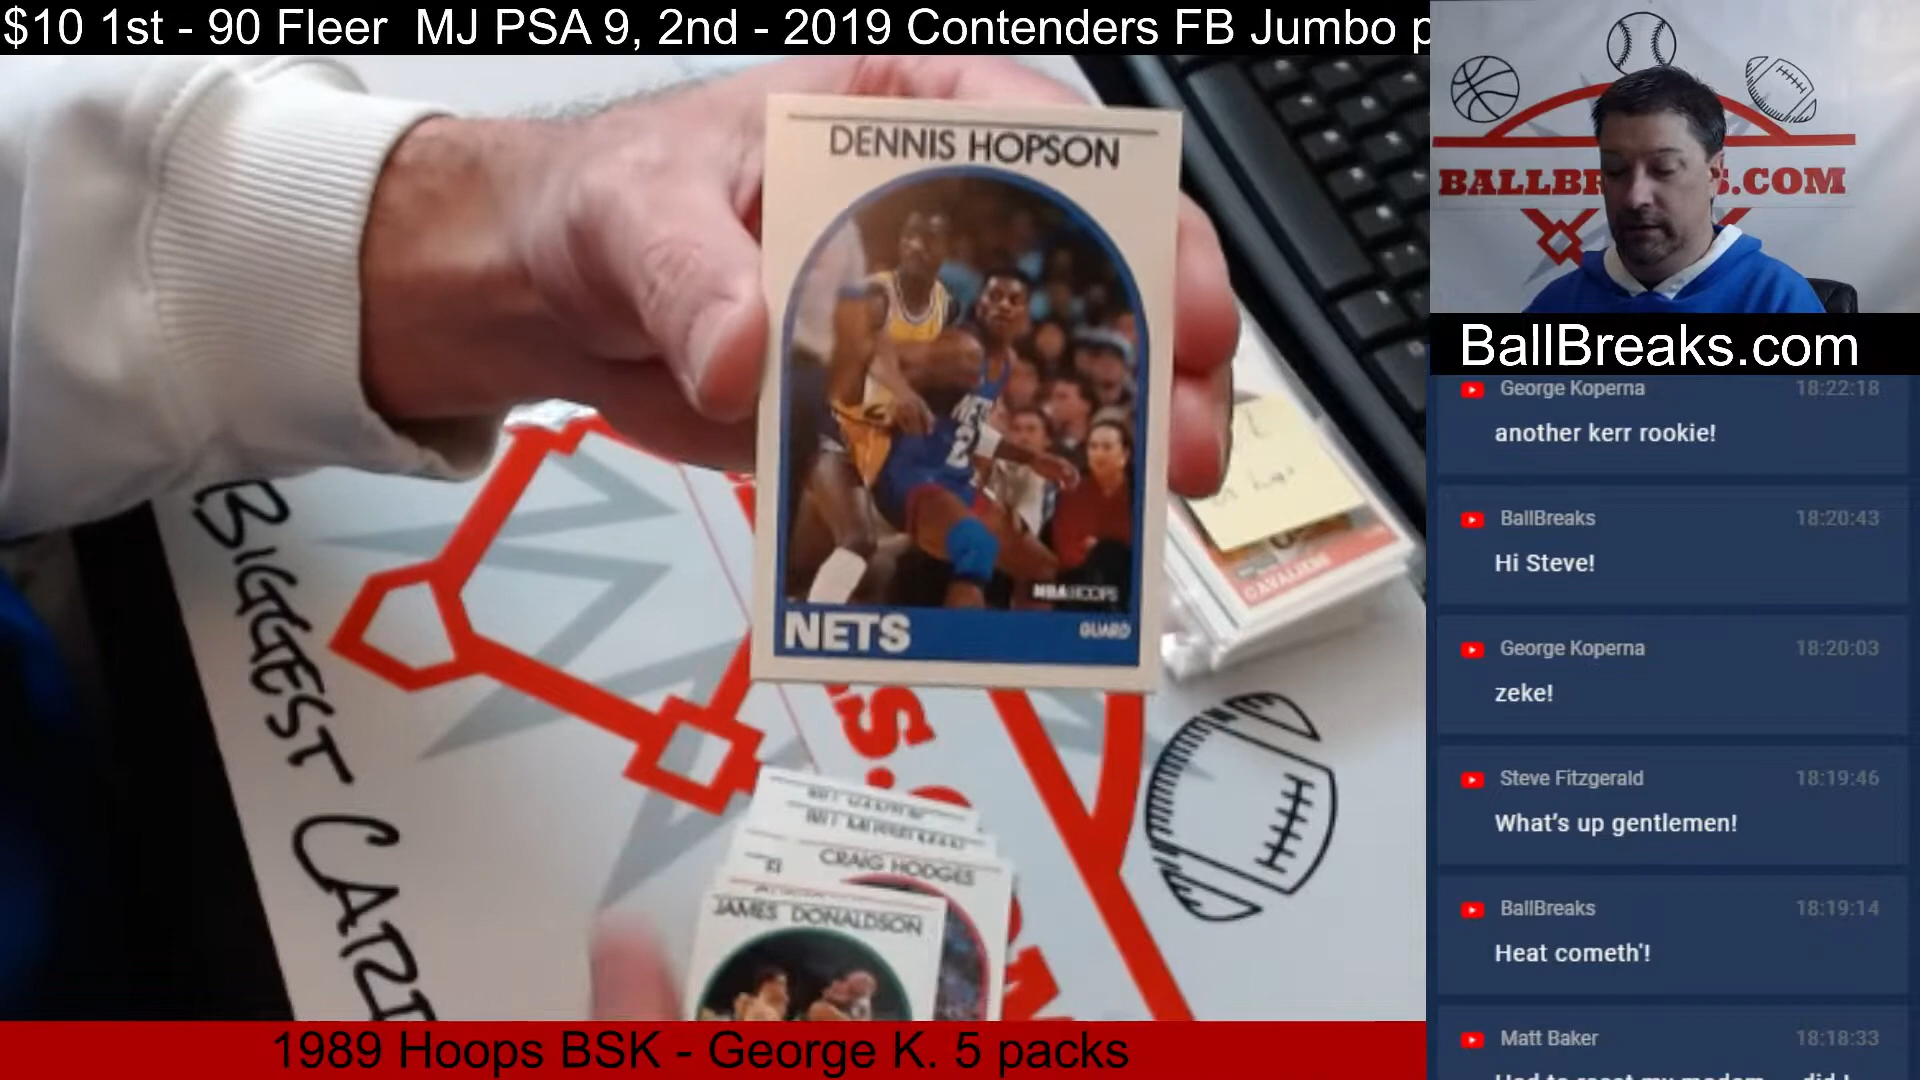 $10 1st - 90 Fleer MJ PSA 9, 2nd - 2019 Contenders FB Jumbo p
BALLBR S.COM
BallBreaks.com
DENNIS HOPSON
NETS
2
NBA HOOPS
NETS
GUARD
CAVALIERS
BIGGEST CARD
S.
CRAIG HODGES
JAMES DONALDSON
George Koperna 18:22:18
another kerr rookie!
BallBreaks 18:20:43
Hi Steve!
George Koperna 18:20:03
zeke!
Steve Fitzgerald 18:19:46
What's up gentlemen!
BallBreaks 18:19:14
Heat cometh'!
Matt Baker 18:18:33
1989 Hoops BSK - George K. 5 packs